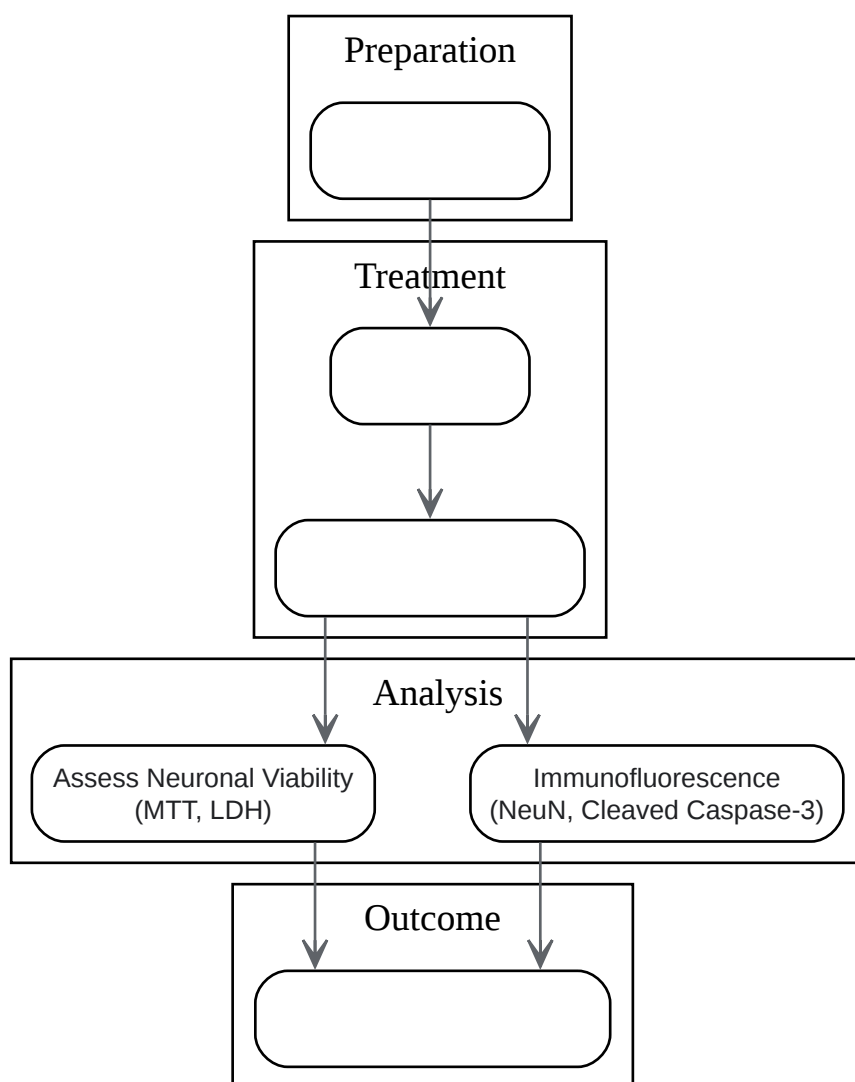 Preparation
Treatment
Analysis
Assess Neuronal Viability
(MTT, LDH)
Immunofluorescence
(NeuN, Cleaved Caspase-3)
Outcome